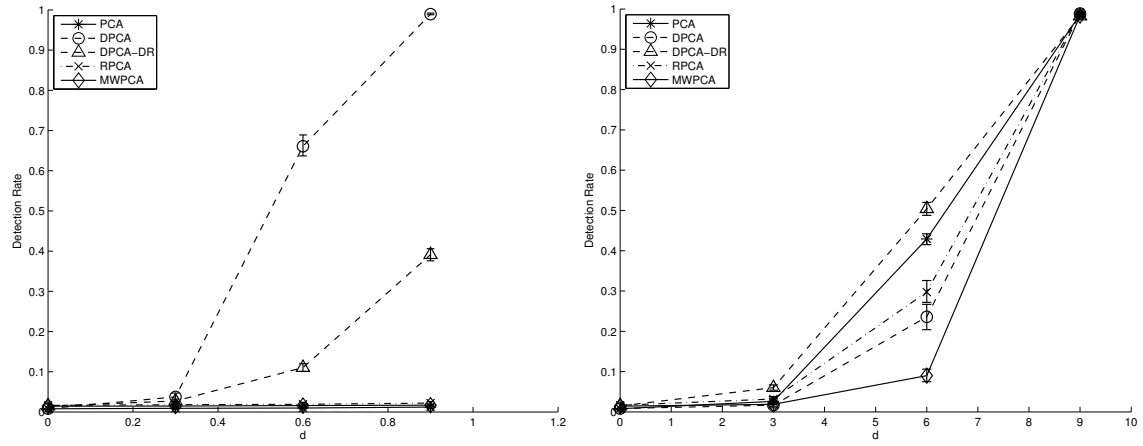 1
0.9
0.8
0.7
0.6
0.5
0.4
0.3
0.2
0.1
0
Detection Rate
PCA
DPCA
DPCA−DR
RPCA
MWPCA
0 0.2 0.4 0.6 0.8 1 1.2
d
1
0.9
0.8
0.7
0.6
0.5
0.4
0.3
0.2
0.1
0
Detection Rate
PCA
DPCA
DPCA−DR
RPCA
MWPCA
0 1 2 3 4 5 6 7 8 9 10
d